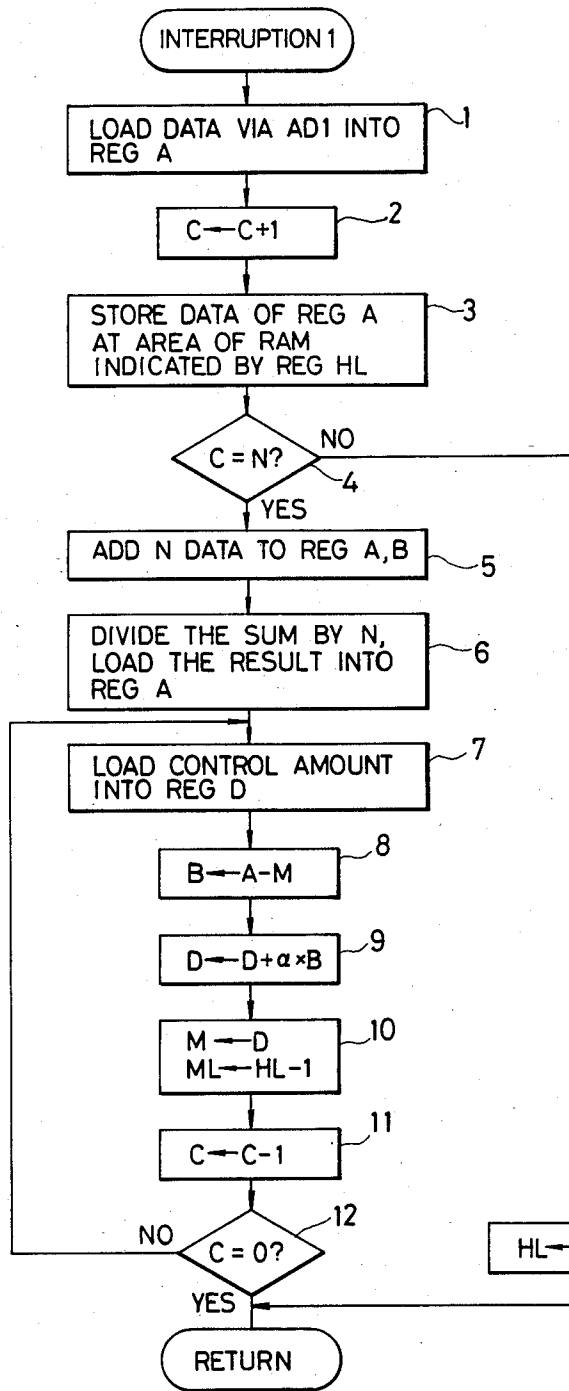 INTERRUPTION 1
LOAD DATA VIA AD1 INTO
REG A
1
C←C+1
2
STORE DATA OF REG A
AT AREA OF RAM
INDICATED BY REG HL
3
C = N?
NO
4
YES
ADD N DATA TO REG A,B
5
DIVIDE THE SUM BY N,
LOAD THE RESULT INTO
REG A
6
LOAD CONTROL AMOUNT
INTO REG D
7
B←A-M
8
D←D+α×B
9
M←D
ML←HL-1
10
C←C-1
11
C = 0?
12
NO
HL←
YES
RETURN